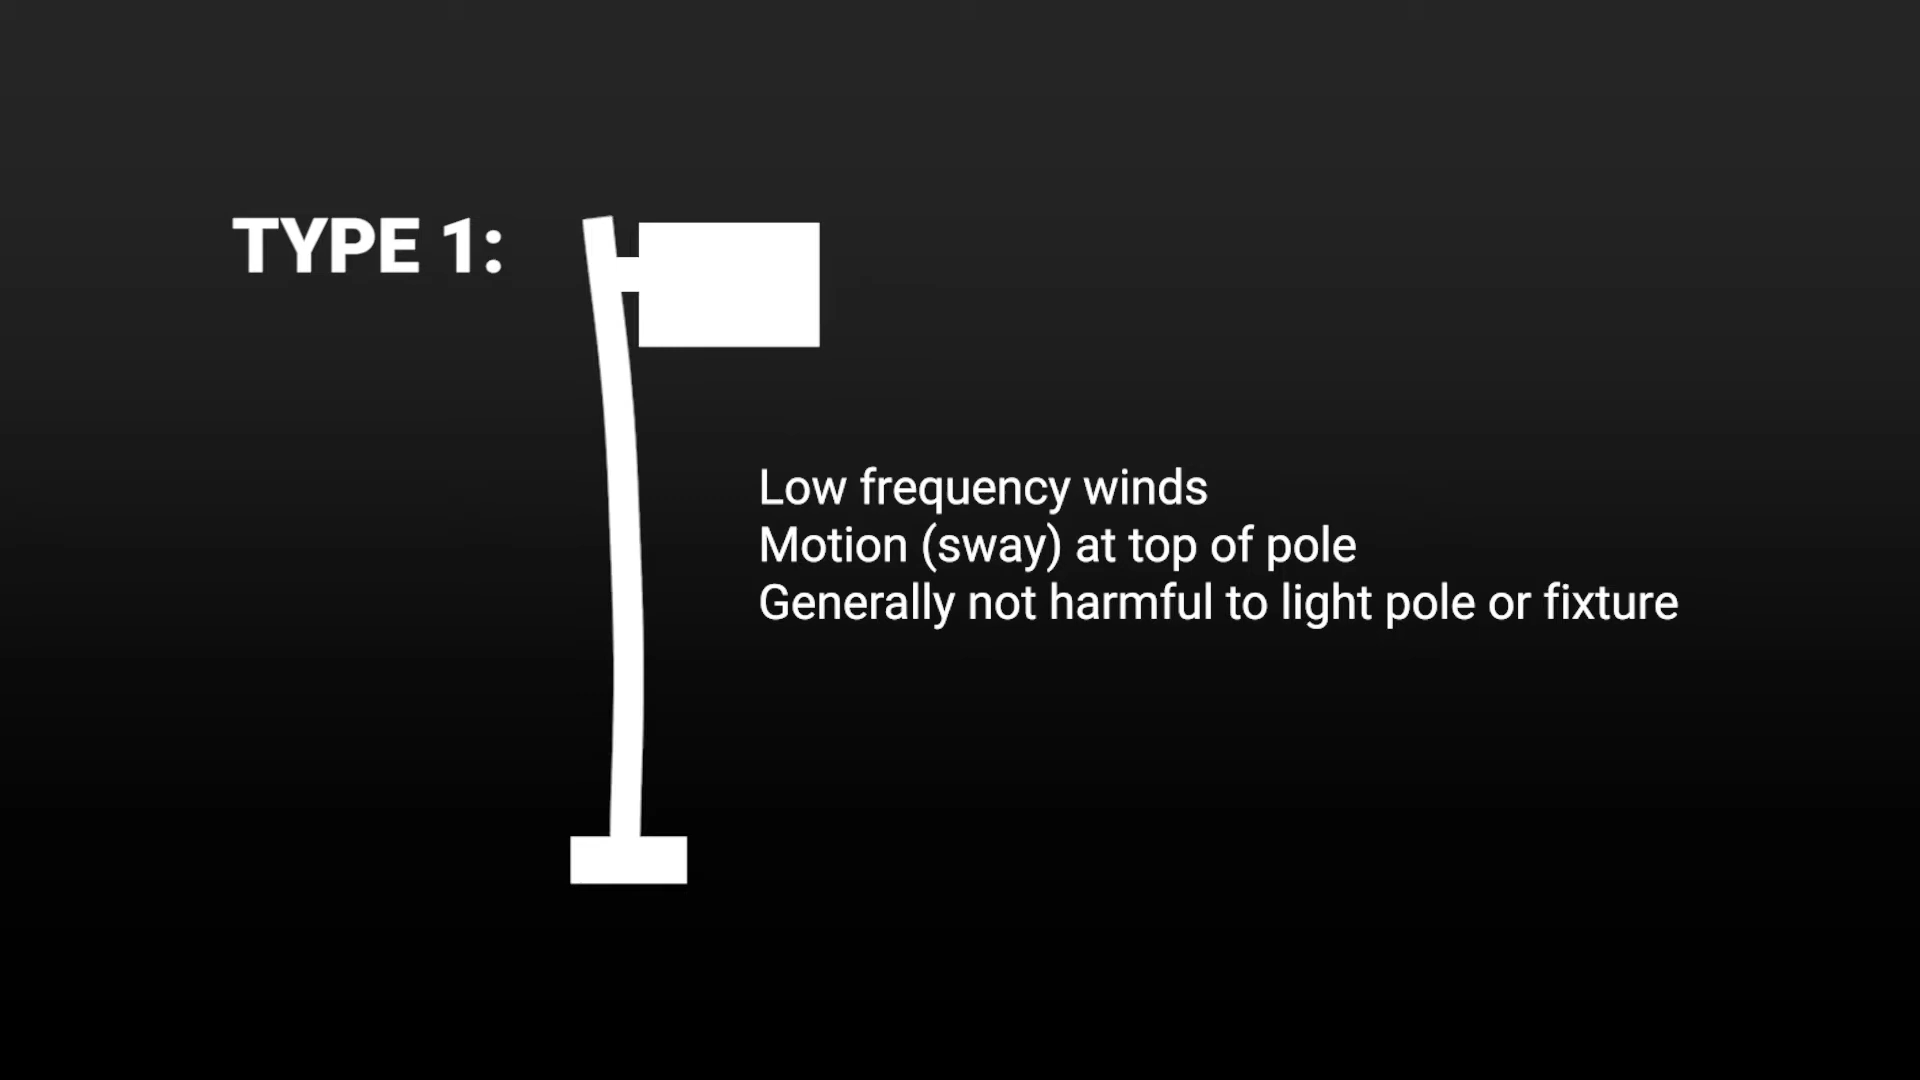 TYPE 1:
Low frequency winds
Motion (sway) at top of pole
Generally not harmful to light pole or fixture